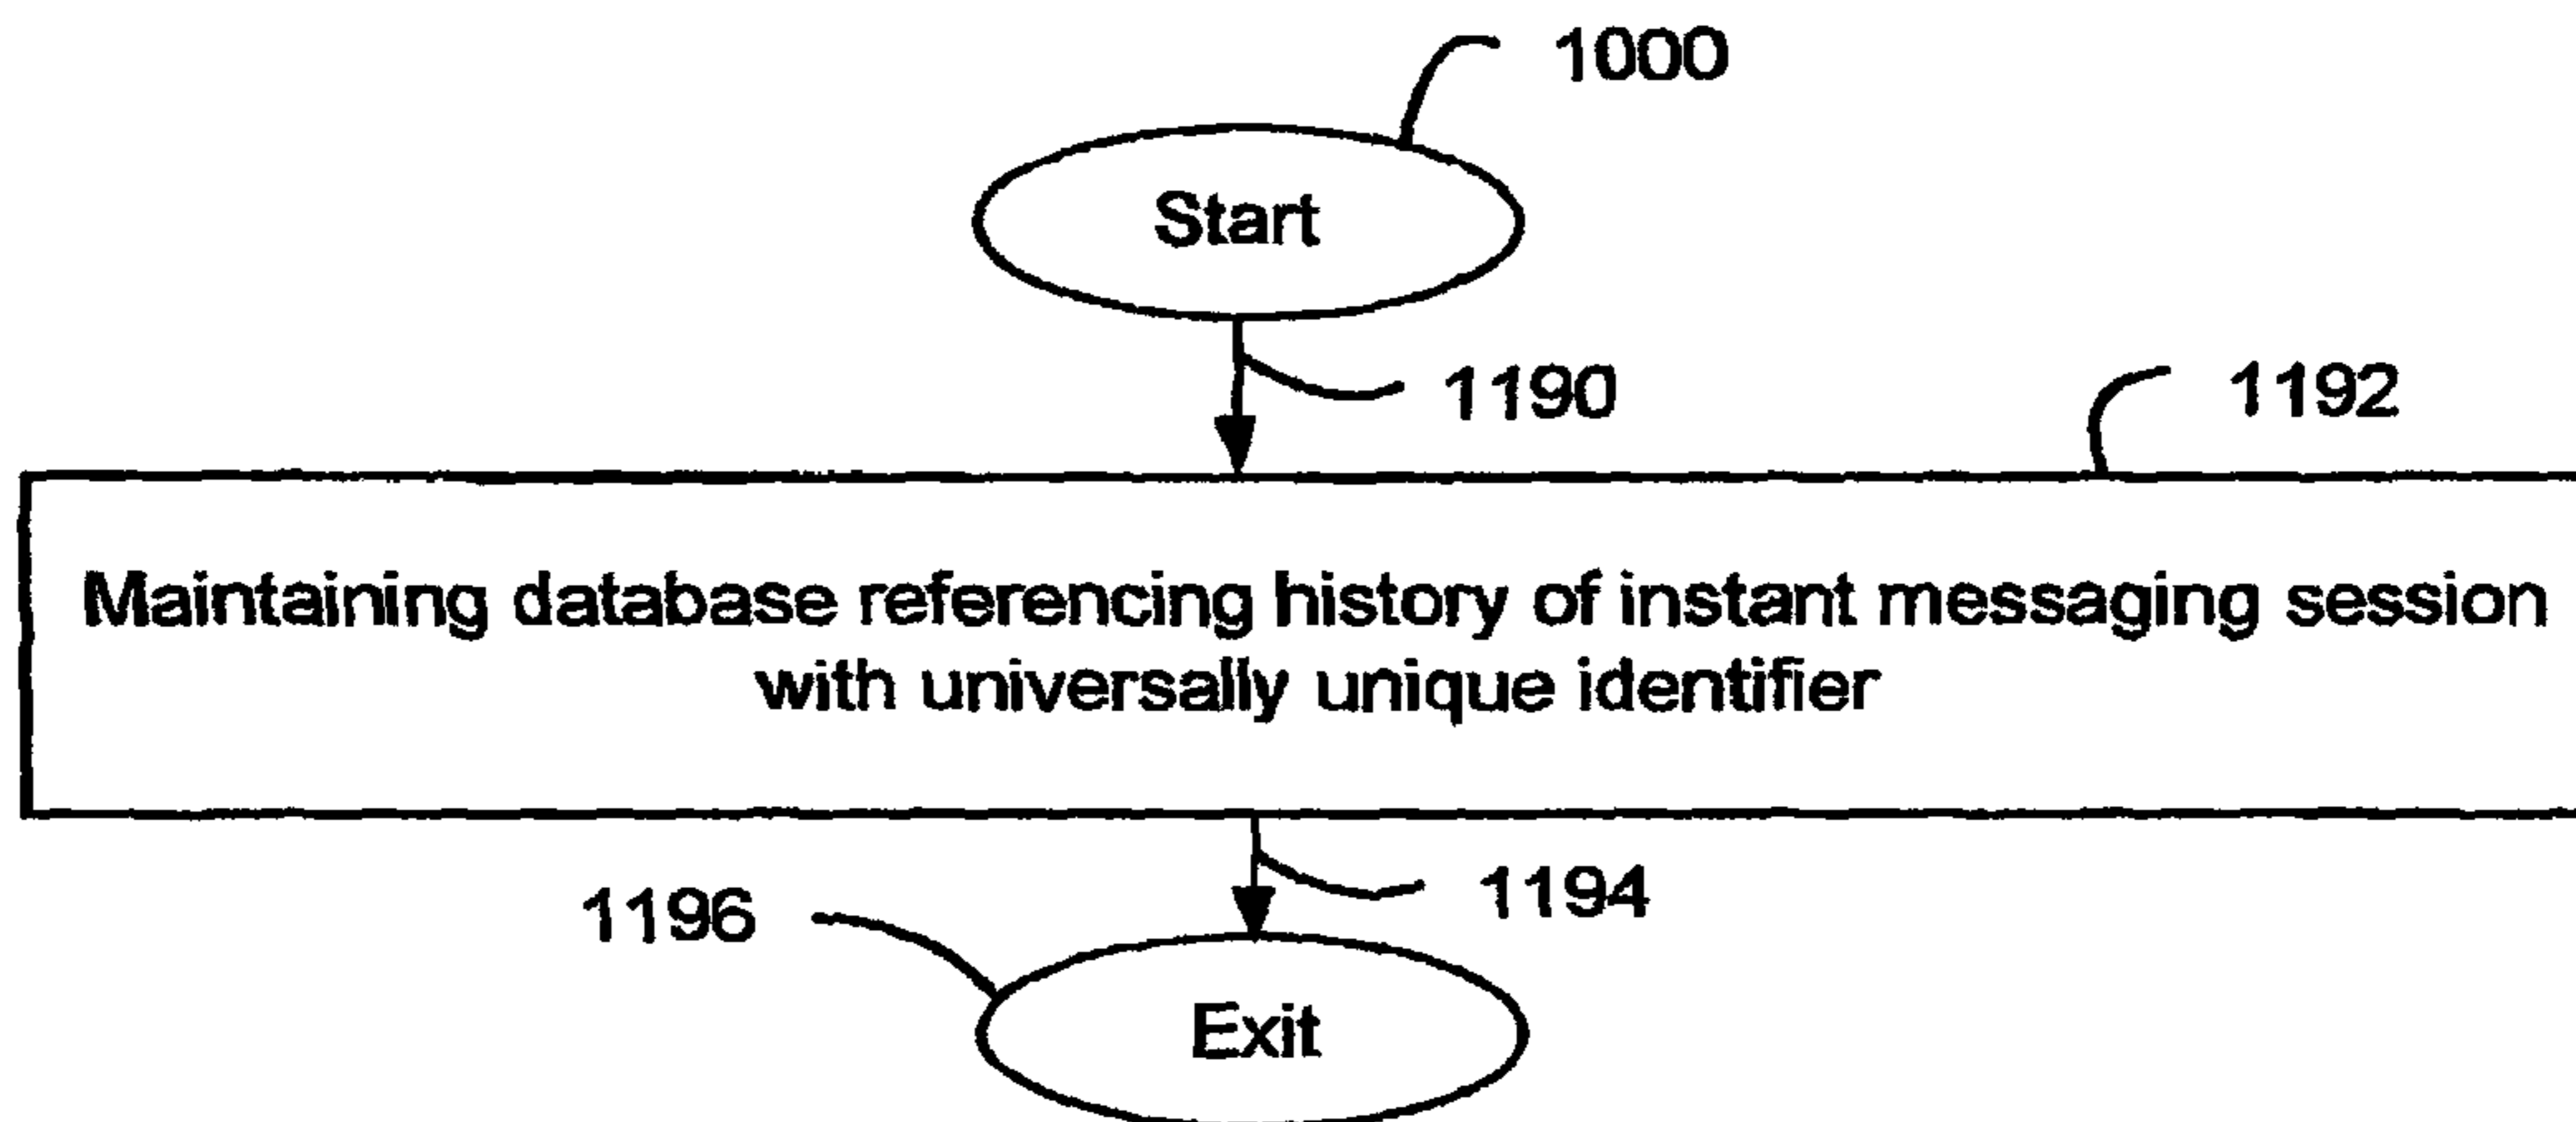 1000
Start
1190
1192
Maintaining database referencing history of instant messaging session
with universally unique identifier
1194
1196
Exit